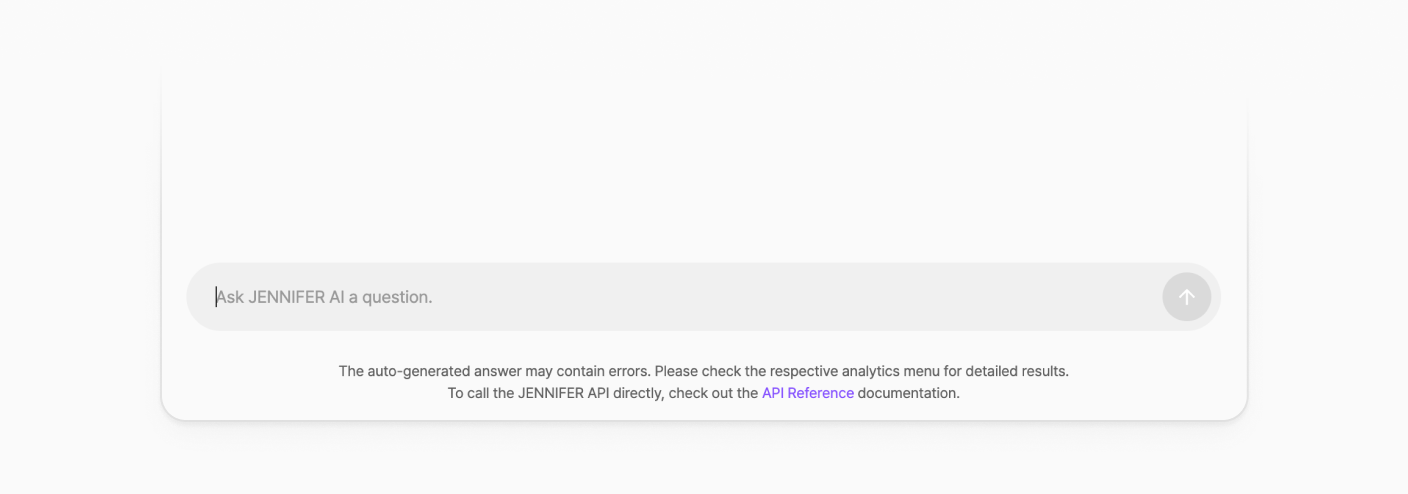 Ask JENNIFER AI a question.
The auto-generated answer may contain errors. Please check the respective analytics menu for detailed results.
To call the JENNIFER API directly, check out the API Reference documentation.